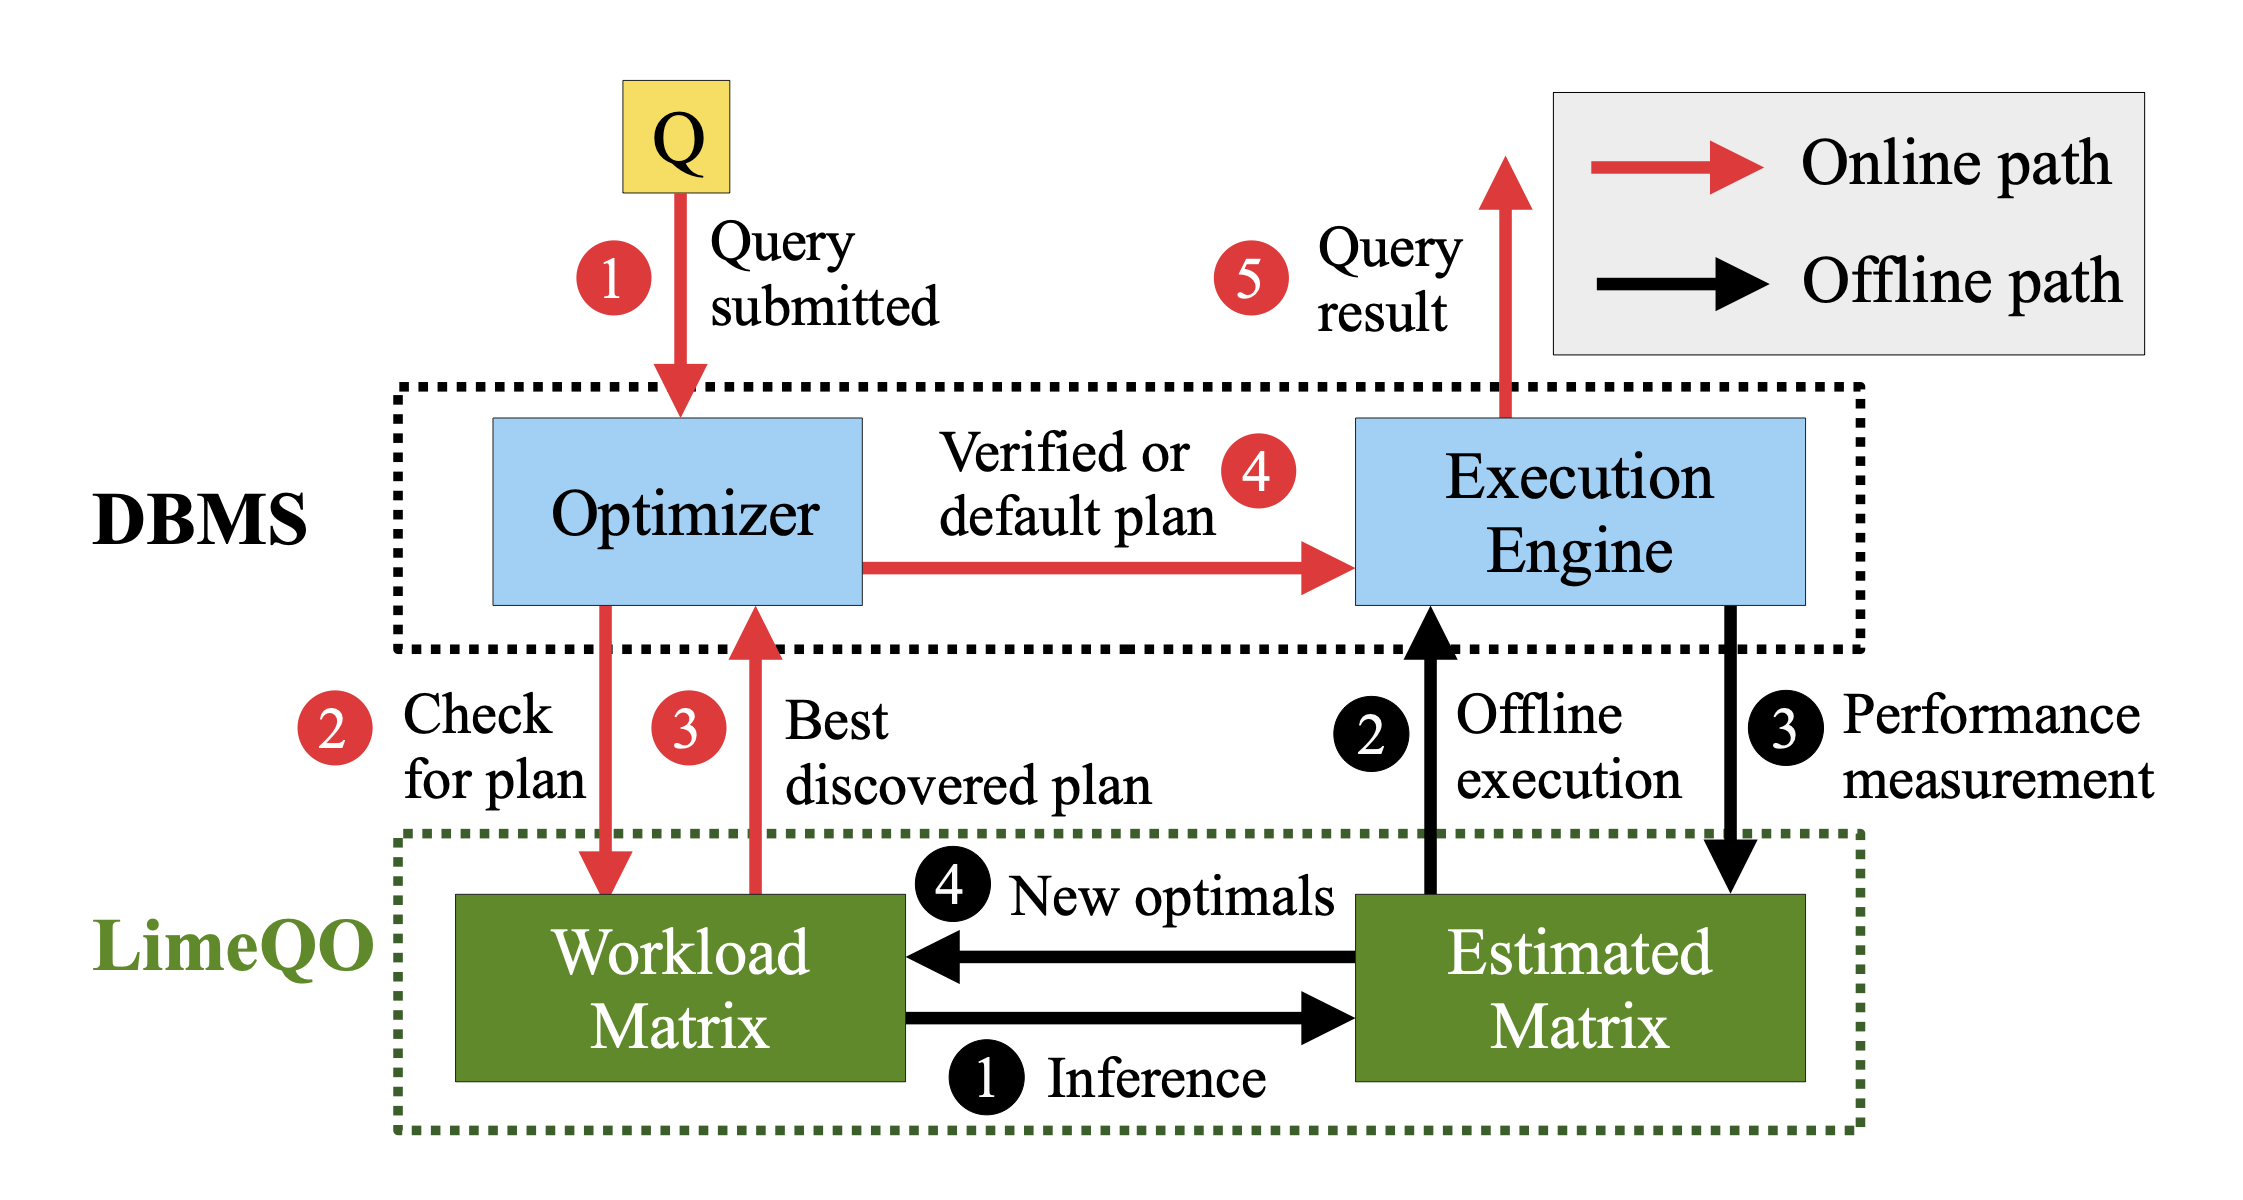 Q
Online path
Offline path
1
Query
submitted
5
Query
result
DBMS
Optimizer
Verified or
default plan
4
Execution
Engine
2
Check
for plan
3
Best
discovered plan
2
Offline
execution
3
Performance
measurement
LimeQO
Workload
Matrix
4
New optimals
1
Inference
Estimated
Matrix